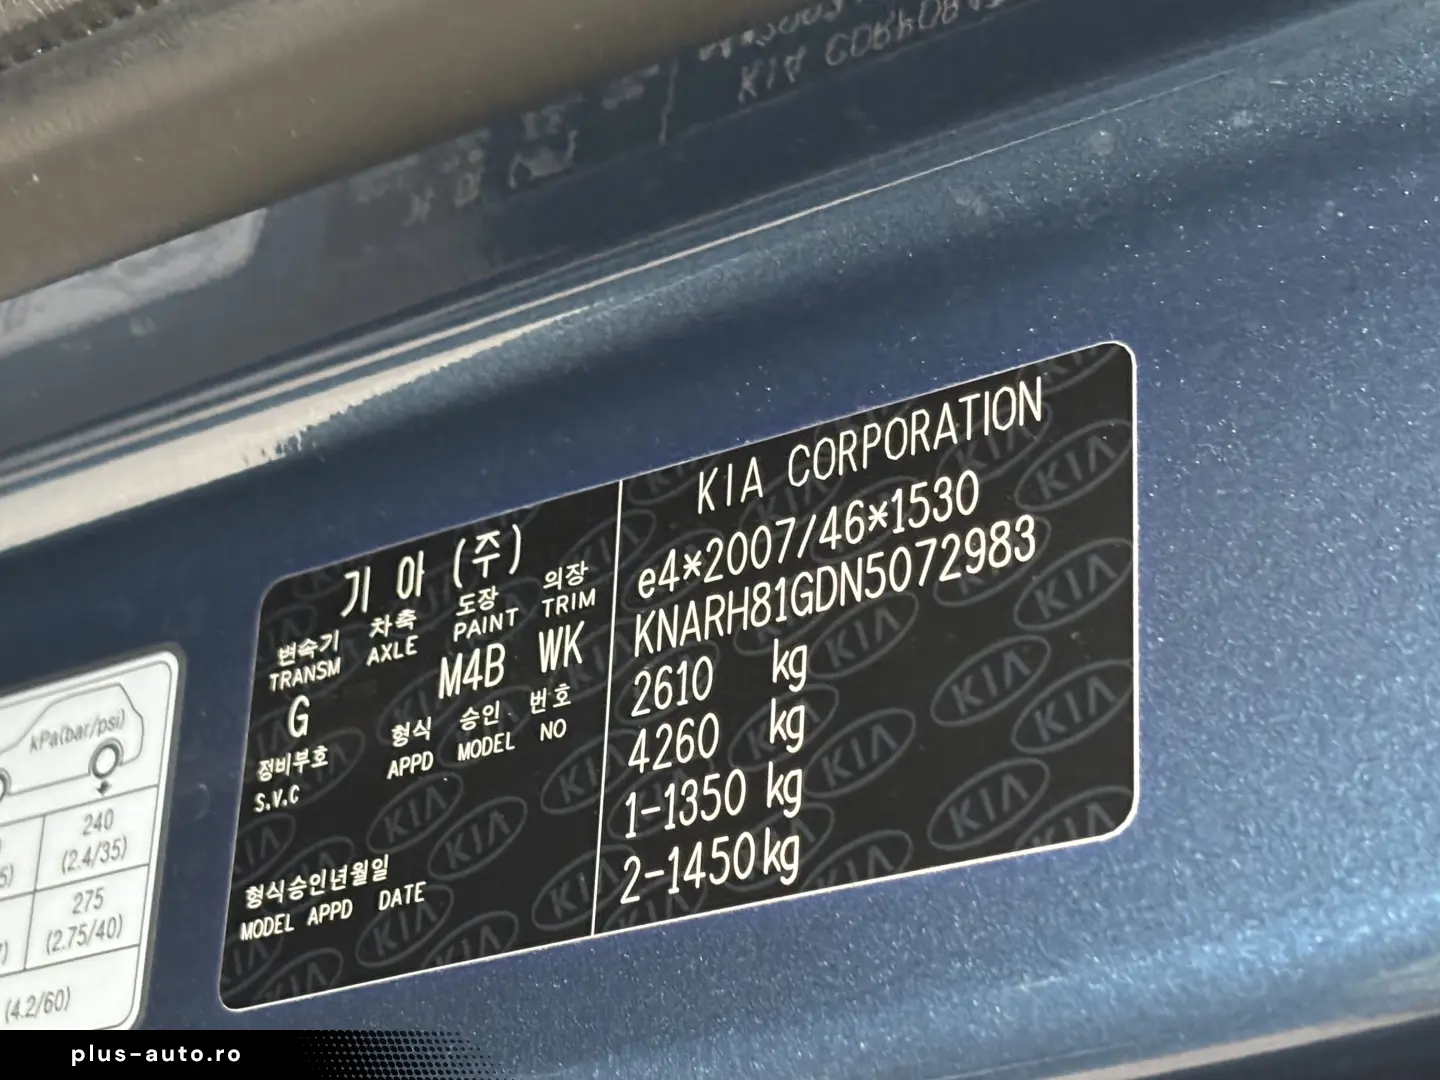 기 아 (주)
변속기 차축 도장 의장
TRANSM AXLE PAINT TRIM
G M4B WK
정비부호 형식 승인 번호
S.V.C APPD MODEL NO
형식승인년월일
MODEL APPD DATE
KIA CORPORATION
e4*2007/46*1530
KNARH81GDN5072983
2610 kg
4260 kg
1-1350 kg
2-1450kg
kPa(bar/psi)
240
(2.4/35)
275
(2.75/40)
(4.2/60)
plus-auto.ro